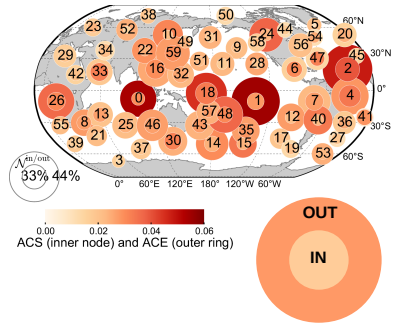 38 50
23 52 10 31 24 44 5 20 60°N
49 58 54
29 34 22 59 9 56 45 30°N
42 33 16 32 51 11 28 6 47 2
26 0 18 1 7 4 0°
55 8 13 25 46 43 57 48 12 40 36 41 30°S
39 21 37 30 14 35 15 17 19 27
3 53 60°S
0° 60°E 120°E 180° 120°W 60°W
N in/out
33% 44%
0.00 0.02 0.04 0.06
ACS (inner node) and ACE (outer ring)
OUT
IN